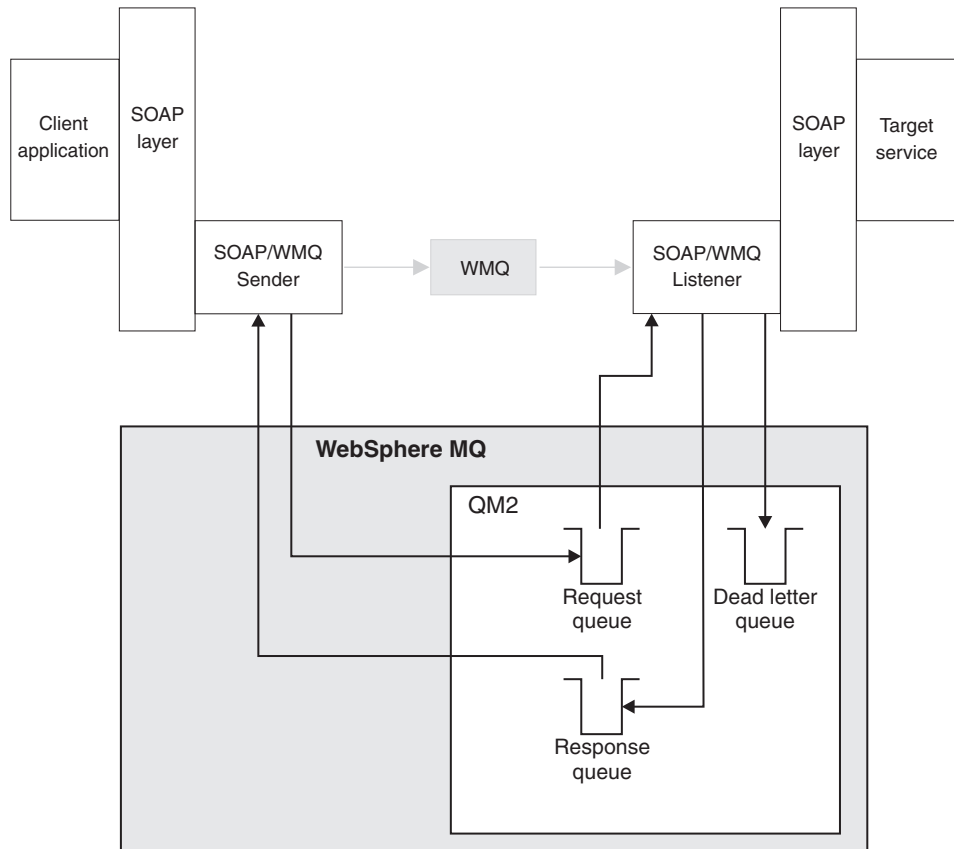 Client
application
SOAP
layer
SOAP
layer
Target
service
SOAP/WMQ
Sender
WMQ
SOAP/WMQ
Listener
WebSphere MQ
QM2
Request
queue
Dead letter
queue
Response
queue